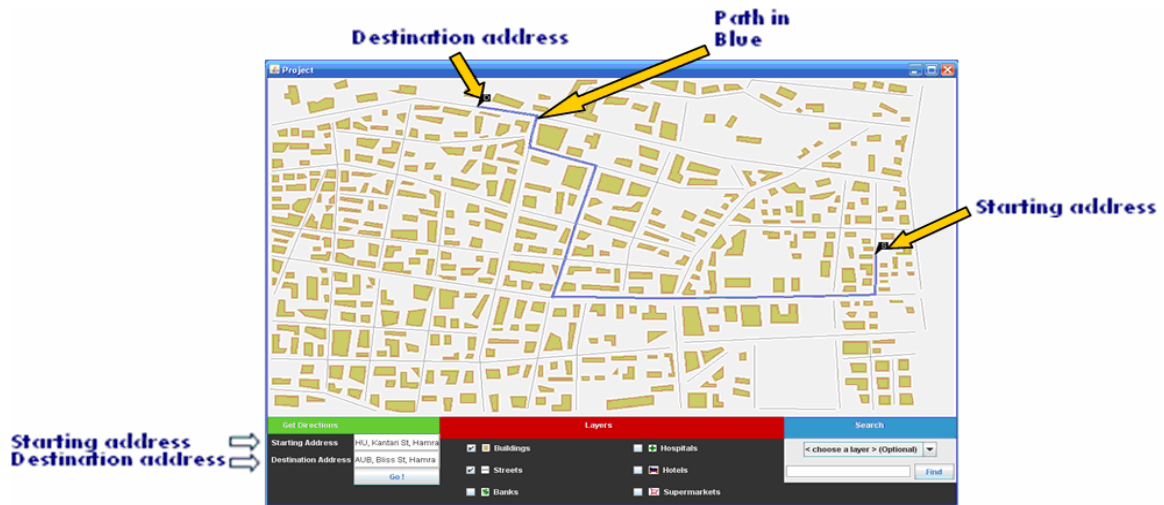 Path in
Blue
Destination address
Project
Starting address
Get Directions
Layers
Search
Starting address
Destination address
Starting Address
HU, Kantari St, Hamra
Destination Address
AUB, Bliss St, Hamra
Go !
Buildings
Hospitals
Streets
Hotels
Banks
Supermarkets
< choose a layer > (Optional)
Find